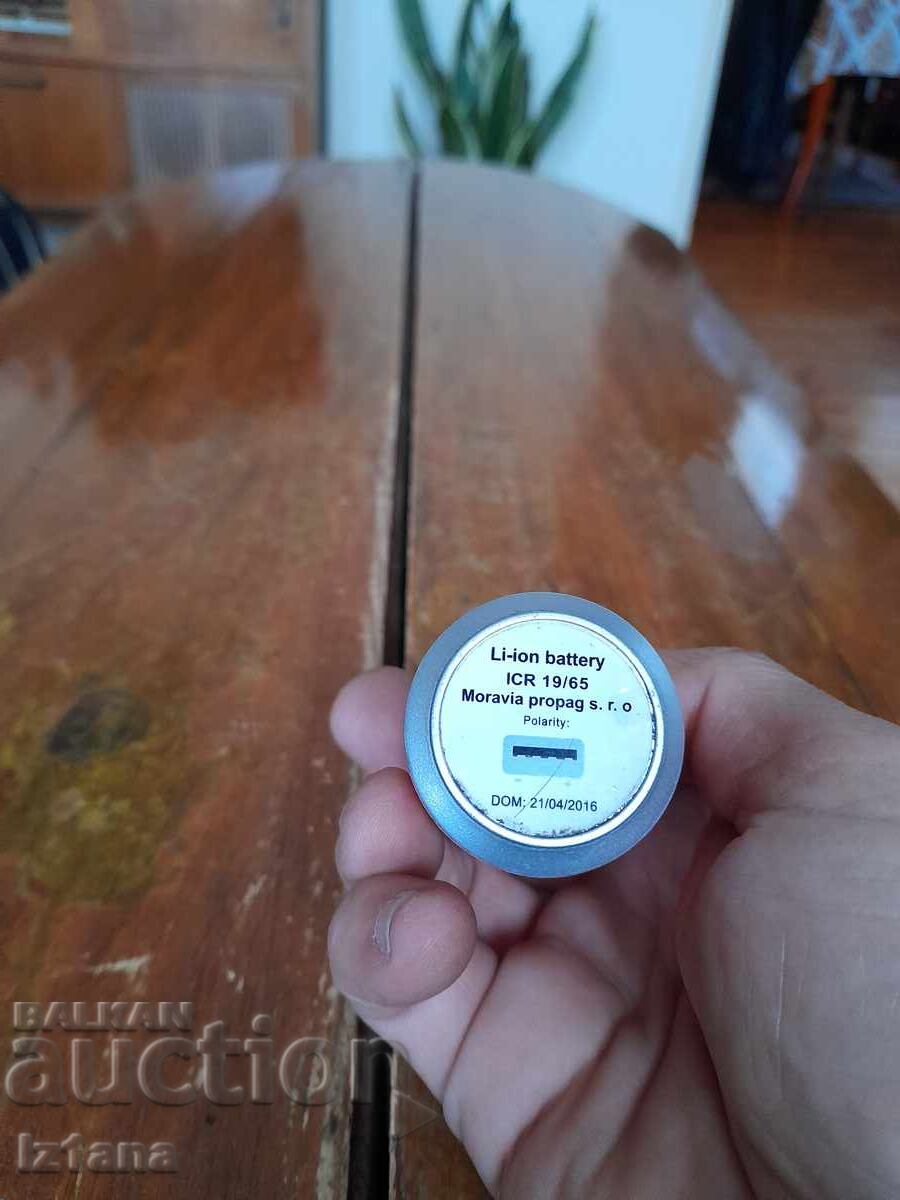 Li-ion battery
ICR 19/65
Moravia propag s. r. o
Polarity:
DOM: 21/04/2016
BALKAN
auction
Iztana